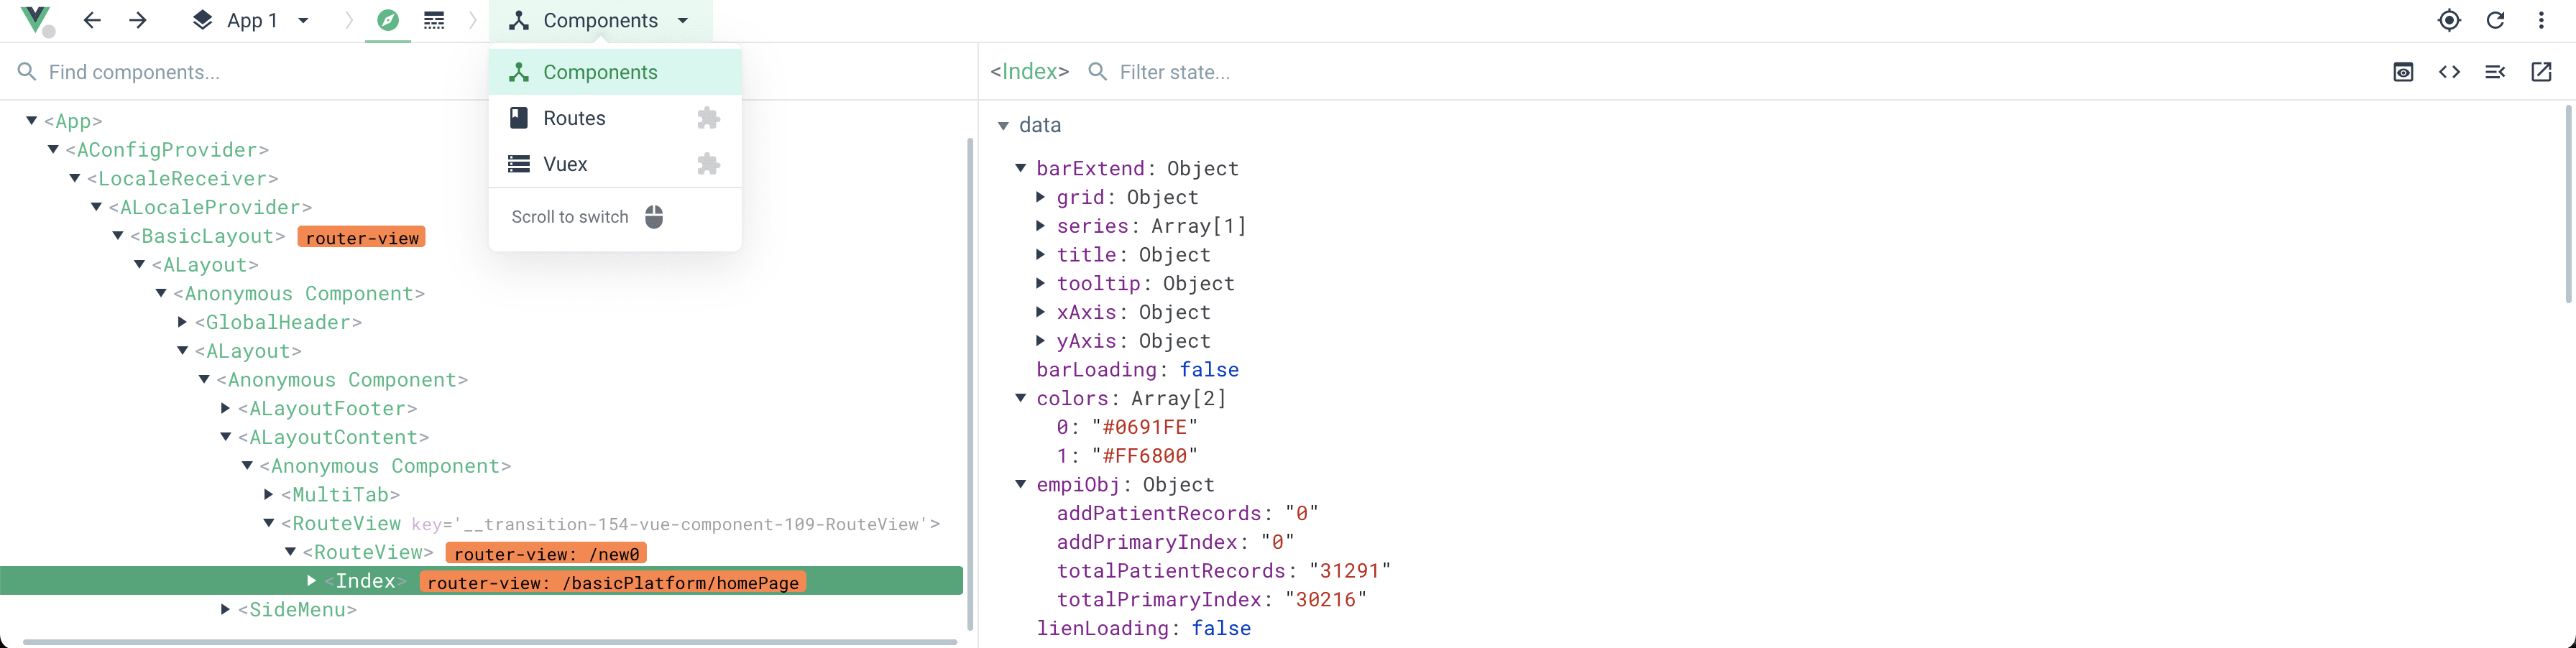 App 1
Components
Find components...
Components
Routes
Vuex
Scroll to switch
<App>
<AConfigProvider>
<LocaleReceiver>
<ALocaleProvider>
<BasicLayout> router-view
<ALayout>
<Anonymous Component>
<GlobalHeader>
<ALayout>
<Anonymous Component>
<ALayoutFooter>
<ALayoutContent>
<Anonymous Component>
<MultiTab>
<RouteView key='__transition-154-vue-component-109-RouteView'>
<RouteView> router-view: /new0
<Index> router-view: /basicPlatform/homePage
<SideMenu>
<Index> Filter state...
data
barExtend: Object
grid: Object
series: Array[1]
title: Object
tooltip: Object
xAxis: Object
yAxis: Object
barLoading: false
colors: Array[2]
0: "#0691FE"
1: "#FF6800"
empiObj: Object
addPatientRecords: "0"
addPrimaryIndex: "0"
totalPatientRecords: "31291"
totalPrimaryIndex: "30216"
lienLoading: false